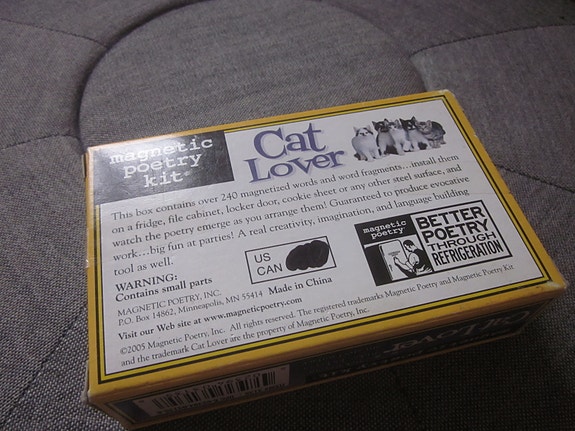 magnetic
poetry
kit®
Cat
Lover
This box contains over 240 magnetized words and word fragments...install them
on a fridge, file cabinet, locker door, cookie sheet or any other steel surface, and
watch the poetry emerge as you arrange them! Guaranteed to produce evocative
work...big fun at parties! A real creativity, imagination, and language building
tool as well.
WARNING:
Contains small parts
US
CAN
magnetic
poetry®
BETTER
POETRY
THROUGH
REFRIGERATION
MAGNETIC POETRY, INC.
P.O. Box 14862, Minneapolis, MN 55414 Made in China
Visit our Web site at www.magneticpoetry.com
©2005 Magnetic Poetry, Inc. All rights reserved. The registered trademarks Magnetic Poetry and Magnetic Poetry Kit
and the trademark Cat Lover are the property of Magnetic Poetry, Inc.
Cat Lover